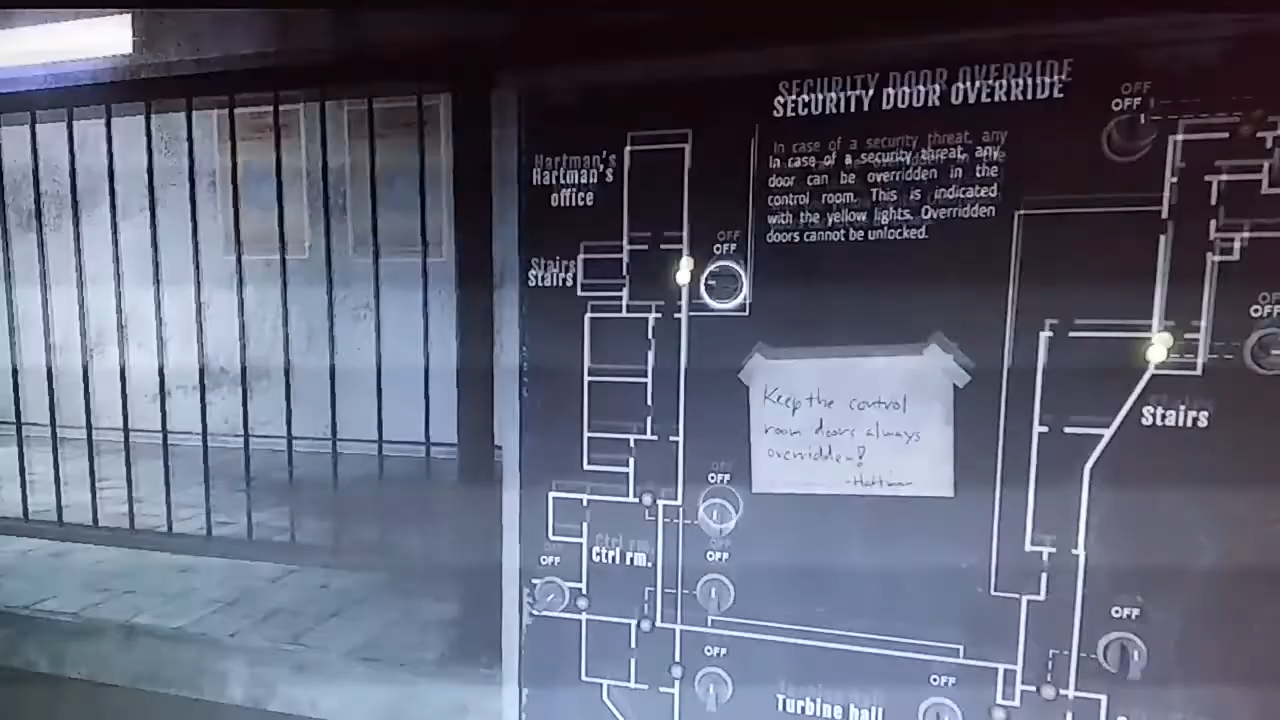 SECURITY DOOR OVERRIDE
In case of a security threat, any
door can be overridden in the
control room. This is indicated
with the yellow lights. Overridden
doors cannot be unlocked.
OFF
Hartman's
office
OFF
Stairs
OFF
Stairs
Keep the control
room doors always
overridden!
-Hartman
OFF
OFF
Ctrl rm.
OFF
OFF
OFF
OFF
Turbine hall